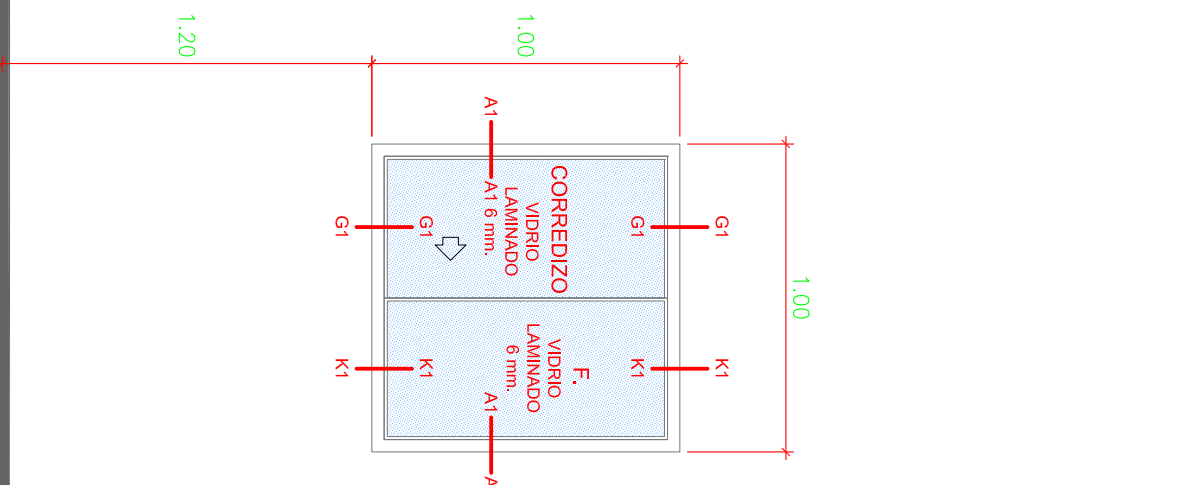 1.20
1.00
1.00
A1
A1
CORREDIZO
VIDRIO
LAMINADO
6 mm.
G1
G1
G1
G1
F.
VIDRIO
LAMINADO
6 mm.
K1
K1
K1
K1
A1